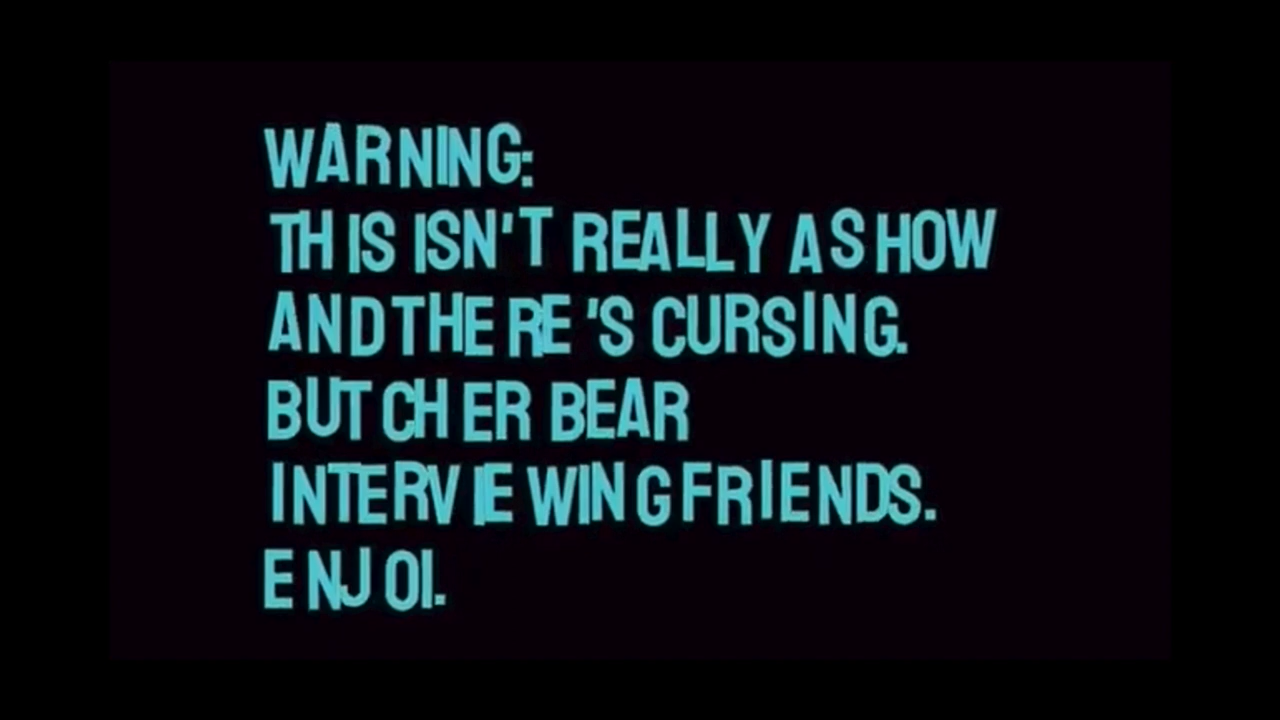 WARNING:
THIS ISN'T REALLY A SHOW
AND THERE'S CURSING.
BUTCHER BEAR
INTERVIEWING FRIENDS.
ENJOI.